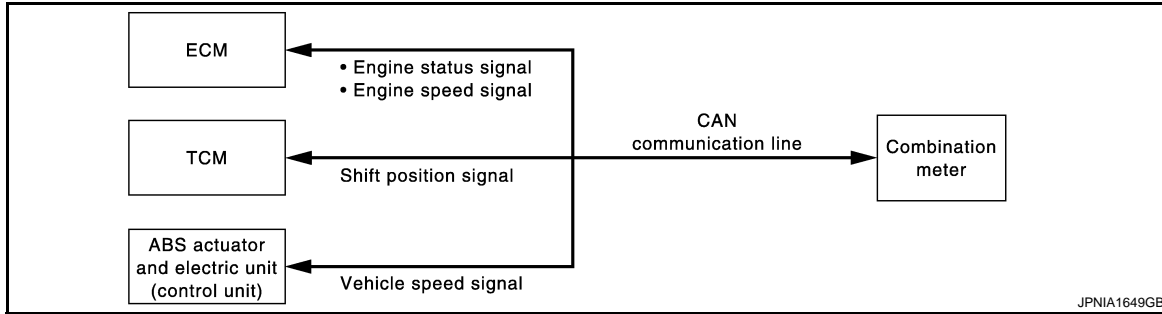 ECM
• Engine status signal
• Engine speed signal
CAN
communication line
Combination
meter
TCM
Shift position signal
ABS actuator
and electric unit
(control unit)
Vehicle speed signal
JPNIA1649GB